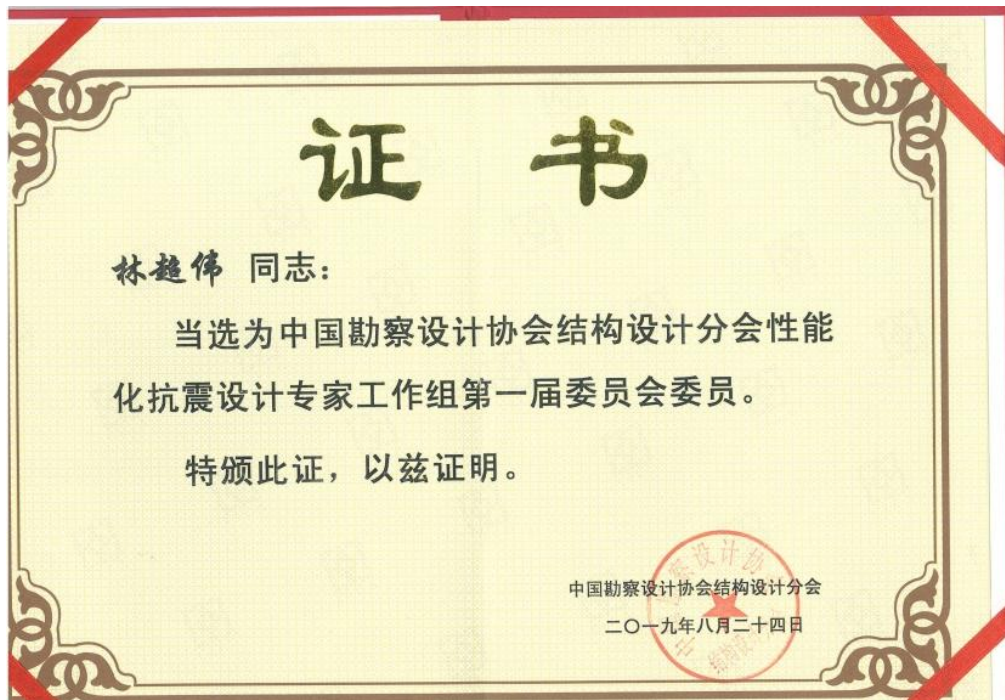 证 书
林超伟 同志：
当选为中国勘察设计协会结构设计分会性能
化抗震设计专家工作组第一届委员会委员。
特颁此证，以兹证明。
中国勘察设计协会结构设计分会
二〇一九年八月二十四日